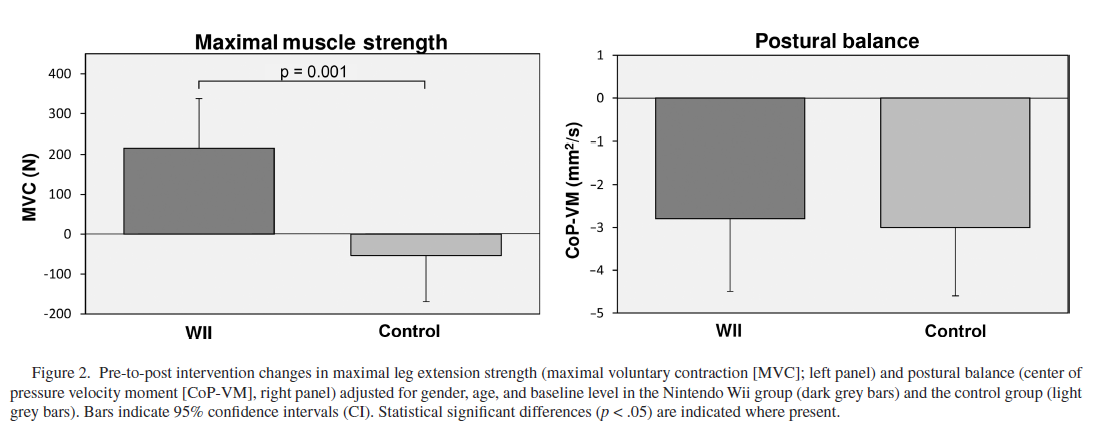 Maximal muscle strength
p = 0.001
MVC (N)
400
300
200
100
0
-100
-200
WII
Control
Postural balance
CoP-VM (mm²/s)
1
0
−1
−2
−3
−4
−5
WII
Control
Figure 2. Pre-to-post intervention changes in maximal leg extension strength (maximal voluntary contraction [MVC]; left panel) and postural balance (center of
pressure velocity moment [CoP-VM], right panel) adjusted for gender, age, and baseline level in the Nintendo Wii group (dark grey bars) and the control group (light
grey bars). Bars indicate 95% confidence intervals (CI). Statistical significant differences (p < .05) are indicated where present.